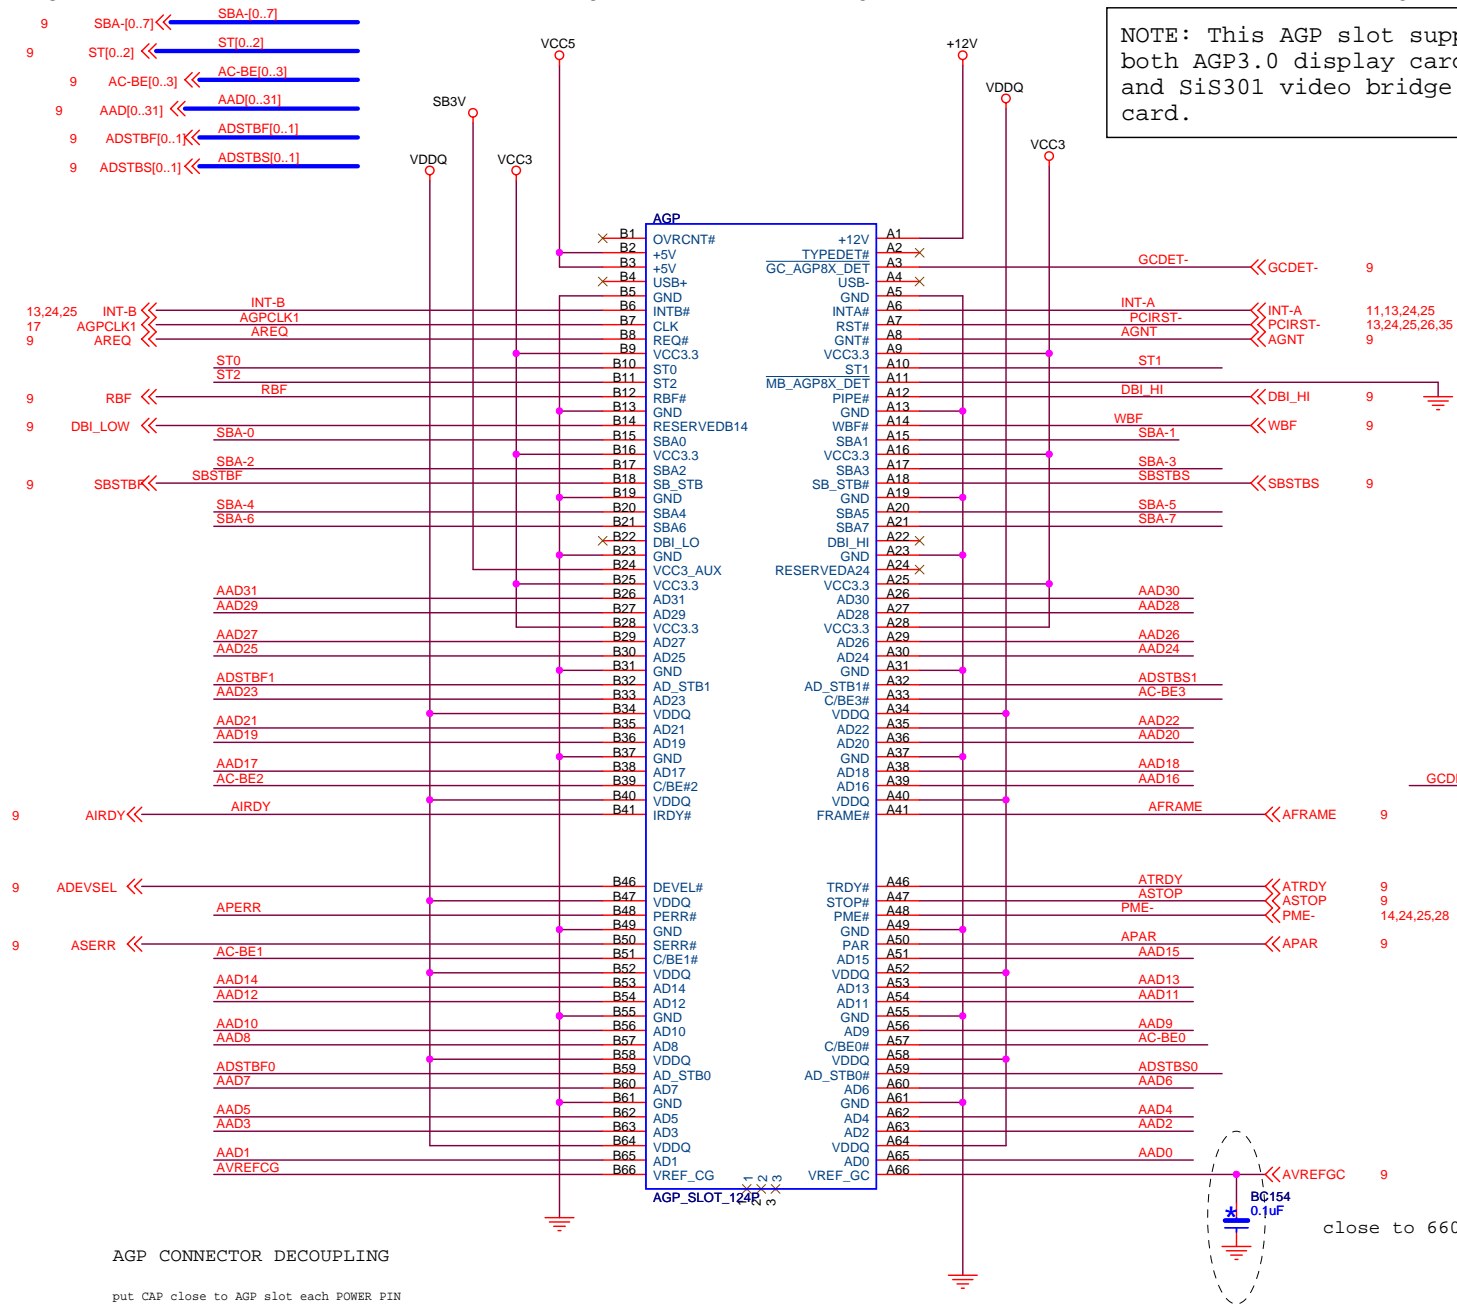 9 SBA-[0..7] SBA-[0..7]
9 ST[0..2] ST[0..2]
9 AC-BE[0..3] AC-BE[0..3]
9 AAD[0..31] AAD[0..31]
9 ADSTBF[0..1] ADSTBF[0..1]
9 ADSTBS[0..1] ADSTBS[0..1]
VCC5
SB3V
VDDQ
VCC3
+12V
VDDQ
VCC3
NOTE: This AGP slot supp
both AGP3.0 display card
and SiS301 video bridge
card.
AGP
B1 OVRCNT# +12V A1
B2 +5V TYPEDET# A2
B3 +5V GC_AGP8X_DET A3 GCDET- GCDET- 9
B4 USB+ USB- A4
B5 GND GND A5
13,24,25 INT-B INT-B B6 INTB# INTA# A6 INT-A INT-A 11,13,24,25
17 AGPCLK1 AGPCLK1 B7 CLK RST# A7 PCIRST- PCIRST- 13,24,25,26,35
9 AREQ AREQ B8 REQ# GNT# A8 AGNT AGNT 9
B9 VCC3.3 VCC3.3 A9
ST0 B10 ST0 ST1 A10 ST1
ST2 B11 ST2 MB_AGP8X_DET A11
9 RBF RBF B12 RBF# PIPE# A12 DBI_HI DBI_HI 9
B13 GND GND A13
9 DBI_LOW B14 RESERVEDB14 WBF# A14 WBF WBF 9
SBA-0 B15 SBA0 SBA1 A15 SBA-1
B16 VCC3.3 VCC3.3 A16
SBA-2 B17 SBA2 SBA3 A17 SBA-3
9 SBSTBF SBSTBF B18 SB_STB SB_STB# A18 SBSTBS SBSTBS 9
B19 GND GND A19
SBA-4 B20 SBA4 SBA5 A20 SBA-5
SBA-6 B21 SBA6 SBA7 A21 SBA-7
B22 DBI_LO DBI_HI A22
B23 GND GND A23
B24 VCC3_AUX RESERVEDA24 A24
B25 VCC3.3 VCC3.3 A25
AAD31 B26 AD31 AD30 A26 AAD30
AAD29 B27 AD29 AD28 A27 AAD28
B28 VCC3.3 VCC3.3 A28
AAD27 B29 AD27 AD26 A29 AAD26
AAD25 B30 AD25 AD24 A30 AAD24
B31 GND GND A31
ADSTBF1 B32 AD_STB1 AD_STB1# A32 ADSTBS1
AAD23 B33 AD23 C/BE3# A33 AC-BE3
B34 VDDQ VDDQ A34
AAD21 B35 AD21 AD22 A35 AAD22
AAD19 B36 AD19 AD20 A36 AAD20
B37 GND GND A37
AAD17 B38 AD17 AD18 A38 AAD18
AC-BE2 B39 C/BE#2 AD16 A39 AAD16
B40 VDDQ VDDQ A40
9 AIRDY AIRDY B41 IRDY# FRAME# A41 AFRAME AFRAME 9
9 ADEVSEL B46 DEVEL# TRDY# A46 ATRDY ATRDY 9
B47 VDDQ STOP# A47 ASTOP ASTOP 9
APERR B48 PERR# PME# A48 PME- PME- 14,24,25,28
B49 GND GND A49
9 ASERR B50 SERR# PAR A50 APAR APAR 9
AC-BE1 B51 C/BE1# AD15 A51 AAD15
B52 VDDQ VDDQ A52
AAD14 B53 AD14 AD13 A53 AAD13
AAD12 B54 AD12 AD11 A54 AAD11
B55 GND GND A55
AAD10 B56 AD10 AD9 A56 AAD9
AAD8 B57 AD8 C/BE0# A57 AC-BE0
B58 VDDQ VDDQ A58
ADSTBF0 B59 AD_STB0 AD_STB0# A59 ADSTBS0
AAD7 B60 AD7 AD6 A60 AAD6
B61 GND GND A61
AAD5 B62 AD5 AD4 A62 AAD4
AAD3 B63 AD3 AD2 A63 AAD2
B64 VDDQ VDDQ A64
AAD1 B65 AD1 AD0 A65 AAD0
AVREFCG B66 VREF_CG VREF_GC A66 AVREFGC 9
AGP_SLOT_124P
1 2 3
1 2 3
BC154
0.1uF
*
close to 660
AGP CONNECTOR DECOUPLING
put CAP close to AGP slot each POWER PIN